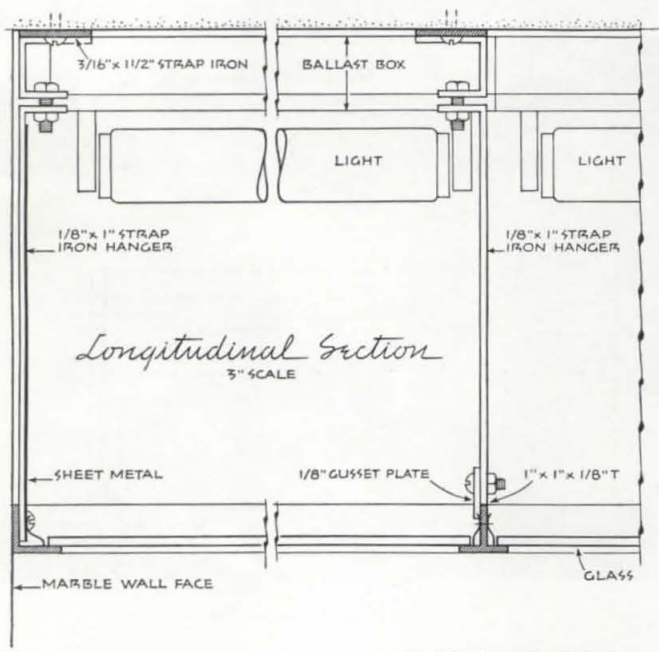 3/16" x 1 1/2" STRAP IRON
BALLAST BOX
LIGHT
LIGHT
1/8" x 1" STRAP
IRON HANGER
1/8" x 1" STRAP
IRON HANGER
Longitudinal Section
3" SCALE
SHEET METAL
1/8" GUSSET PLATE
1" x 1" x 1/8" T
GLASS
MARBLE WALL FACE